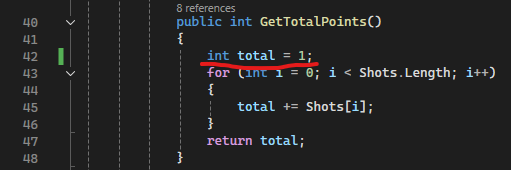 8 references
40 public int GetTotalPoints()
41 {
42 int total = 1;
43 for (int i = 0; i < Shots.Length; i++)
44 {
45 total += Shots[i];
46 }
47 return total;
48 }